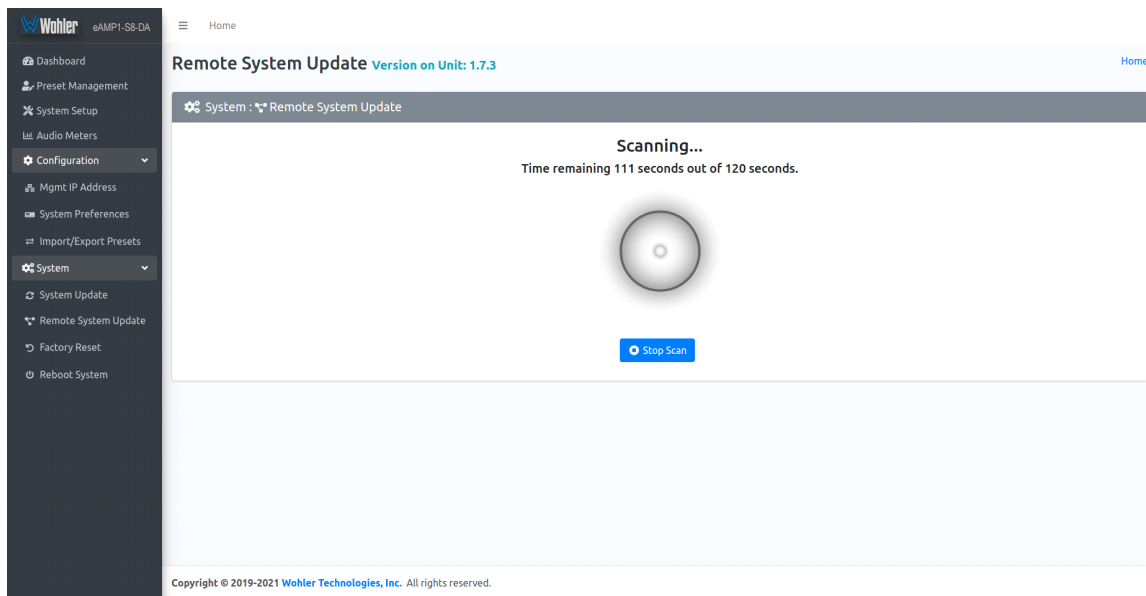 Wohler eAMP1-S8-DA
Home
Dashboard
Preset Management
System Setup
Audio Meters
Configuration
Mgmt IP Address
System Preferences
Import/Export Presets
System
System Update
Remote System Update
Factory Reset
Reboot System
Remote System Update Version on Unit: 1.7.3
Home
System : Remote System Update
Scanning...
Time remaining 111 seconds out of 120 seconds.
Stop Scan
Copyright © 2019-2021 Wohler Technologies, Inc. All rights reserved.